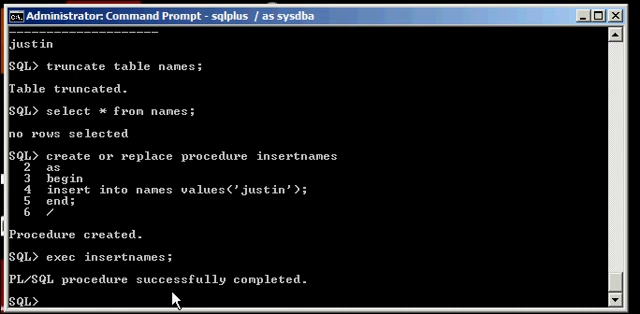 Administrator: Command Prompt - sqlplus / as sysdba
--------------------
justin
SQL> truncate table names;
Table truncated.
SQL> select * from names;
no rows selected
SQL> create or replace procedure insertnames
2 as
3 begin
4 insert into names values('justin');
5 end;
6 /
Procedure created.
SQL> exec insertnames;
PL/SQL procedure successfully completed.
SQL>